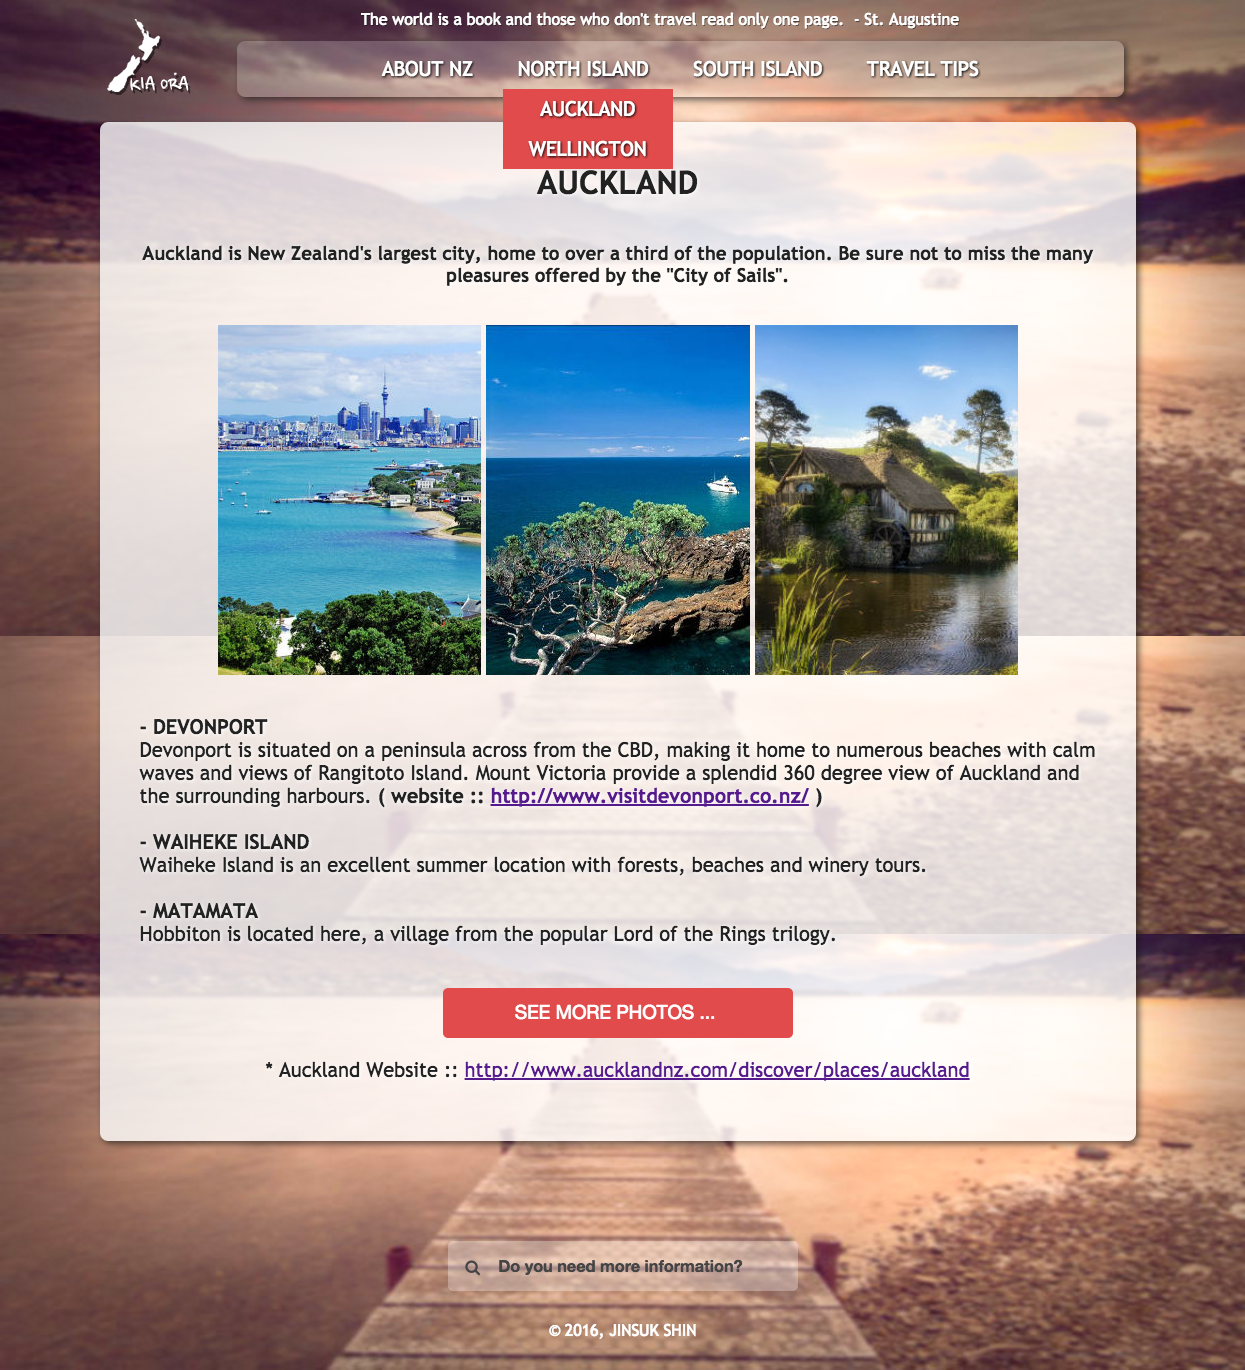 The world is a book and those who don't travel read only one page.  - St. Augustine
KIA ORA
ABOUT NZ NORTH ISLAND SOUTH ISLAND TRAVEL TIPS
AUCKLAND
WELLINGTON
AUCKLAND
Auckland is New Zealand's largest city, home to over a third of the population. Be sure not to miss the many
pleasures offered by the "City of Sails".
- DEVONPORT
Devonport is situated on a peninsula across from the CBD, making it home to numerous beaches with calm
waves and views of Rangitoto Island. Mount Victoria provide a splendid 360 degree view of Auckland and
the surrounding harbours. ( website :: http://www.visitdevonport.co.nz/ )
- WAIHEKE ISLAND
Waiheke Island is an excellent summer location with forests, beaches and winery tours.
- MATAMATA
Hobbiton is located here, a village from the popular Lord of the Rings trilogy.
SEE MORE PHOTOS ...
* Auckland Website :: http://www.aucklandnz.com/discover/places/auckland
Do you need more information?
© 2016, JINSUK SHIN